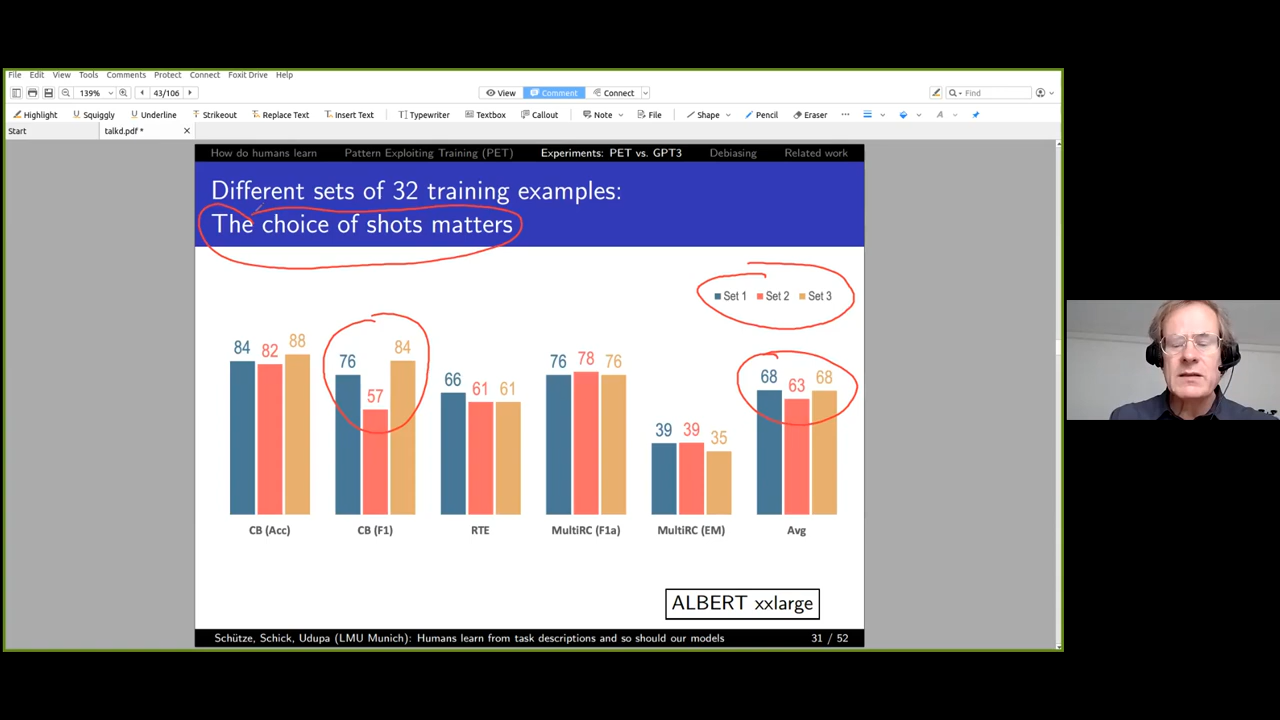 File Edit View Tools Comments Protect Connect Foxit Drive Help
139% 43/106 View Comment Connect Find
Highlight Squiggly Underline Strikeout Replace Text Insert Text Typewriter Textbox Callout Note File Shape Pencil Eraser
Start talkd.pdf *
How do humans learn Pattern Exploiting Training (PET) Experiments: PET vs. GPT3 Debiasing Related work
Different sets of 32 training examples:
The choice of shots matters
Set 1 Set 2 Set 3
84 82 88 76 57 84 66 61 61 76 78 76 39 39 35 68 63 68
CB (Acc) CB (F1) RTE MultiRC (F1a) MultiRC (EM) Avg
ALBERT xxlarge
Schütze, Schick, Udupa (LMU Munich): Humans learn from task descriptions and so should our models 31 / 52